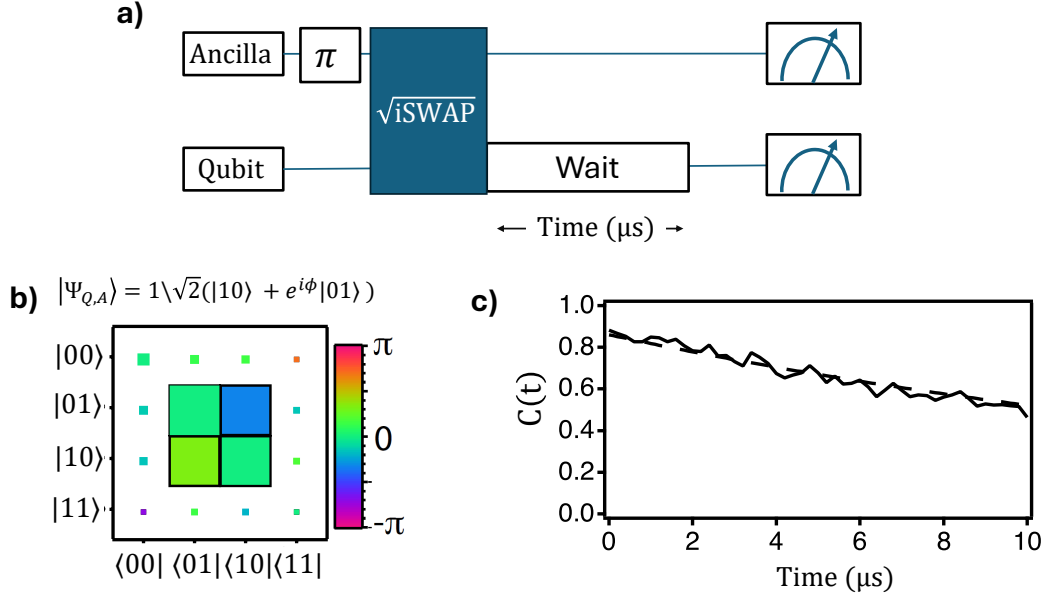 a)
Ancilla
π
√iSWAP
Qubit
Wait
Time (μs)
b)
|Ψ_{Q,A}⟩ = 1\√2(|10⟩ + e^{iϕ}|01⟩ )
|00⟩
|01⟩
|10⟩
|11⟩
⟨00| ⟨01| ⟨10| ⟨11|
π
0
-π
c)
C(t)
1.0
0.8
0.6
0.4
0.2
0.0
0 2 4 6 8 10
Time (μs)